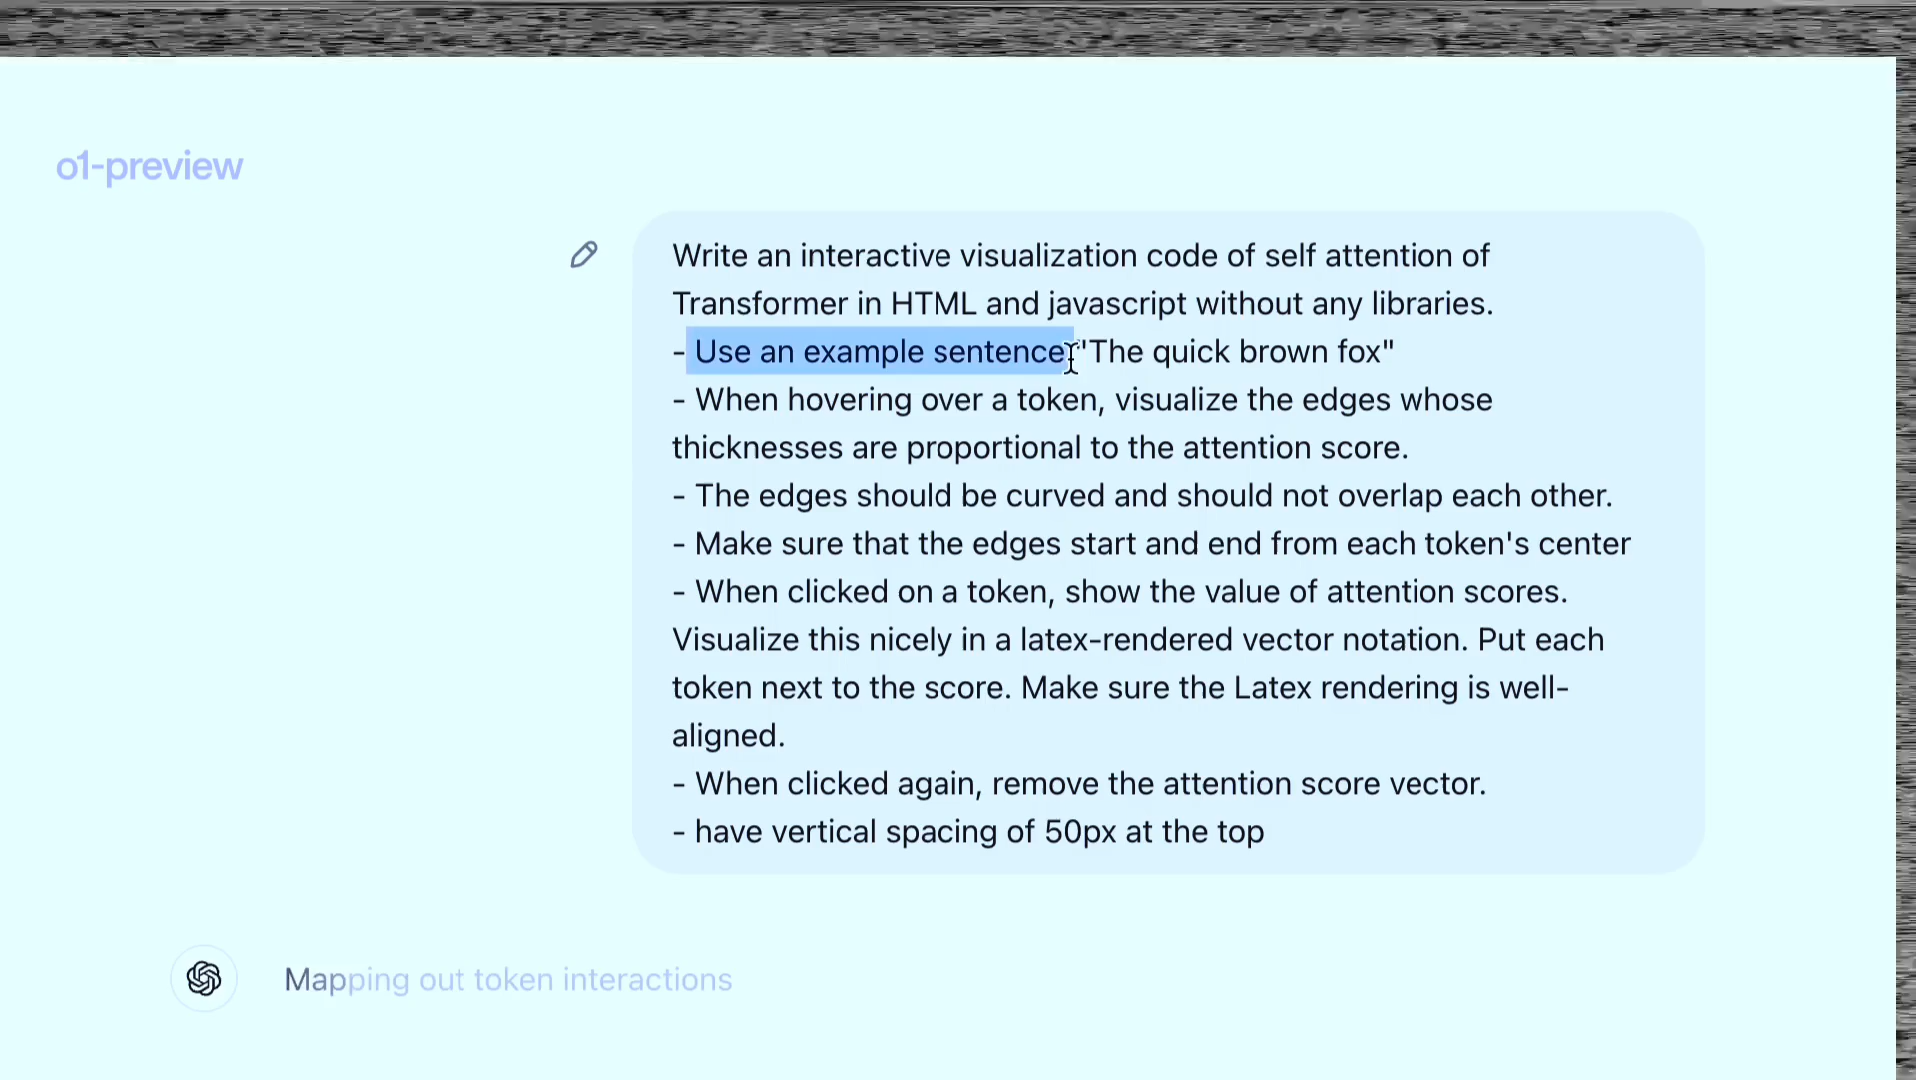 o1-preview
Write an interactive visualization code of self attention of
Transformer in HTML and javascript without any libraries.
- Use an example sentence "The quick brown fox"
- When hovering over a token, visualize the edges whose
thicknesses are proportional to the attention score.
- The edges should be curved and should not overlap each other.
- Make sure that the edges start and end from each token's center
- When clicked on a token, show the value of attention scores.
Visualize this nicely in a latex-rendered vector notation. Put each
token next to the score. Make sure the Latex rendering is well-
aligned.
- When clicked again, remove the attention score vector.
- have vertical spacing of 50px at the top
Mapping out token interactions